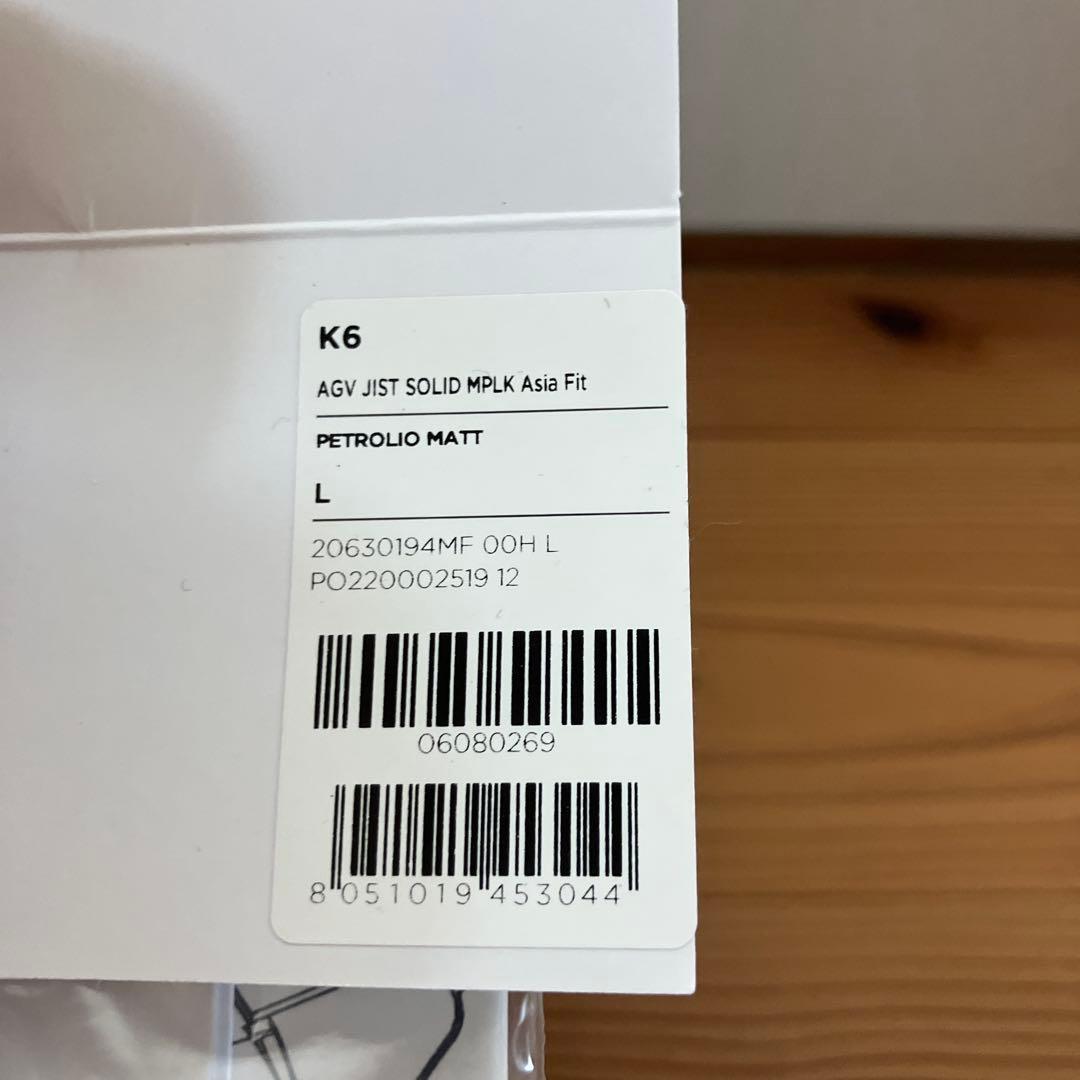 K6
AGV JIST SOLID MPLK Asia Fit
PETROLIO MATT
L
20630194MF 00H L
PO220002519 12
06080269
8 051019 453044